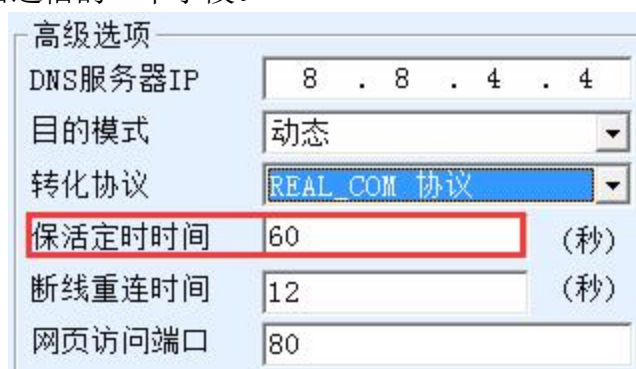 高级选项
DNS服务器IP 8 . 8 . 4 . 4
目的模式 动态
转化协议 REAL_COM 协议
保活定时时间 60 (秒)
断线重连时间 12 (秒)
网页访问端口 80